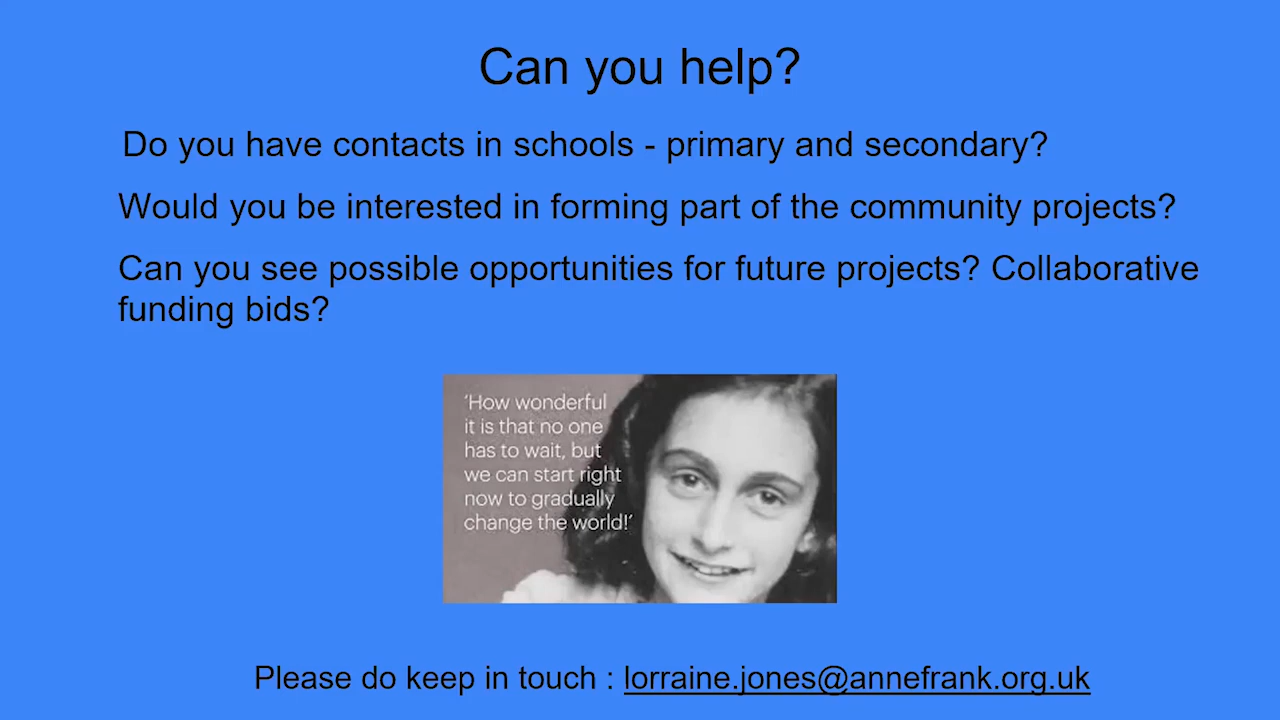 Can you help?
Do you have contacts in schools - primary and secondary?
Would you be interested in forming part of the community projects?
Can you see possible opportunities for future projects? Collaborative
funding bids?
‘How wonderful
it is that no one
has to wait, but
we can start right
now to gradually
change the world!’
Please do keep in touch : lorraine.jones@annefrank.org.uk